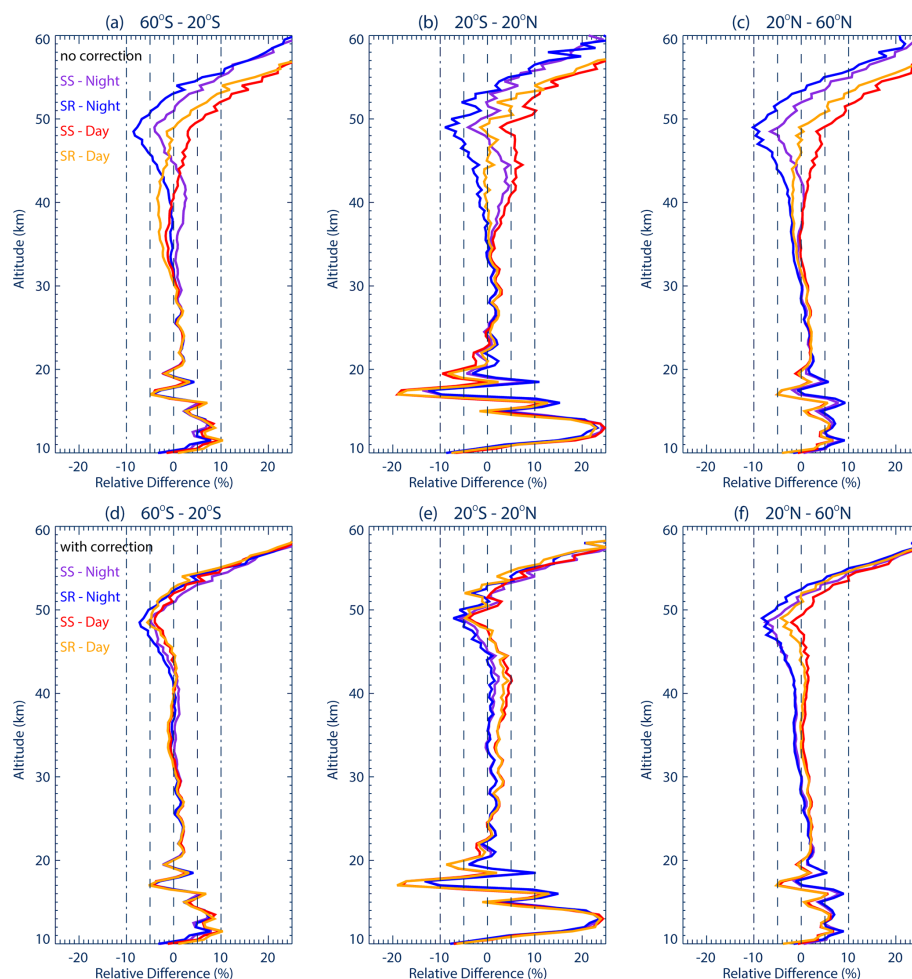 (a) 60°S - 20°S
(b) 20°S - 20°N
(c) 20°N - 60°N
60
60
60
no correction
SS - Night
SR - Night
SS - Day
SR - Day
50
50
50
40
40
40
30
30
30
20
20
20
10
10
10
Altitude (km)
Altitude (km)
Altitude (km)
-20 -10 0 10 20
-20 -10 0 10 20
-20 -10 0 10 20
Relative Difference (%)
Relative Difference (%)
Relative Difference (%)
(d) 60°S - 20°S
(e) 20°S - 20°N
(f) 20°N - 60°N
60
60
60
with correction
SS - Night
SR - Night
SS - Day
SR - Day
50
50
50
40
40
40
30
30
30
20
20
20
10
10
10
Altitude (km)
Altitude (km)
Altitude (km)
-20 -10 0 10 20
-20 -10 0 10 20
-20 -10 0 10 20
Relative Difference (%)
Relative Difference (%)
Relative Difference (%)